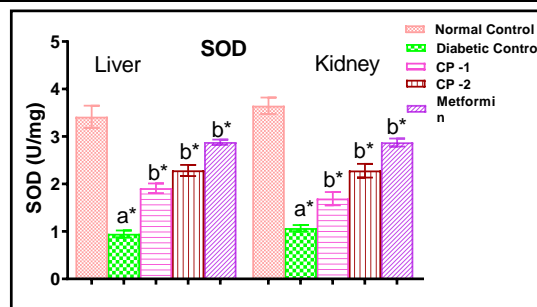 SOD
Liver
Kidney
Normal Control
Diabetic Control
CP -1
CP -2
Metformi
n
SOD (U/mg)
5
4
3
2
1
0
a*
b*
b*
b*
a*
b*
b*
b*